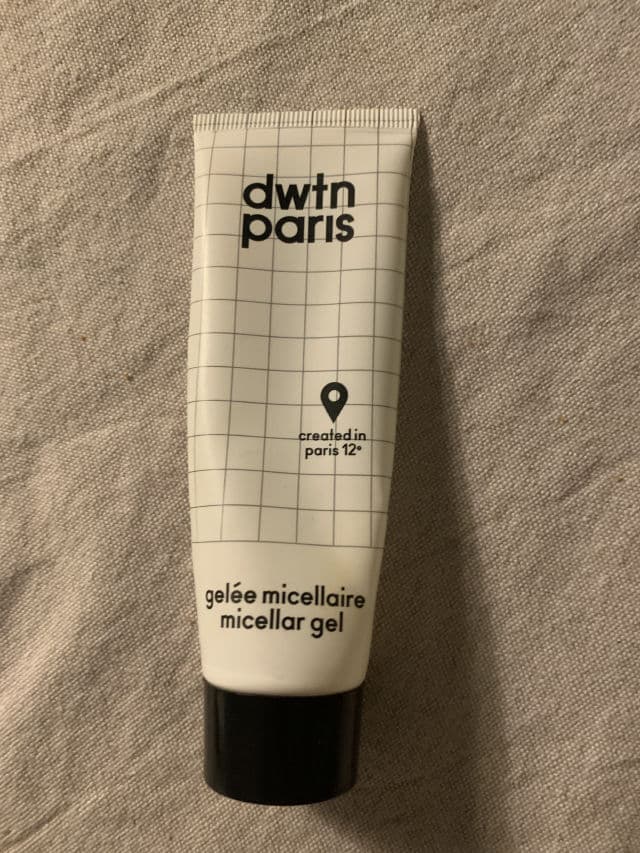 dwtn
paris
created in
paris 12e
gelée micellaire
micellar gel